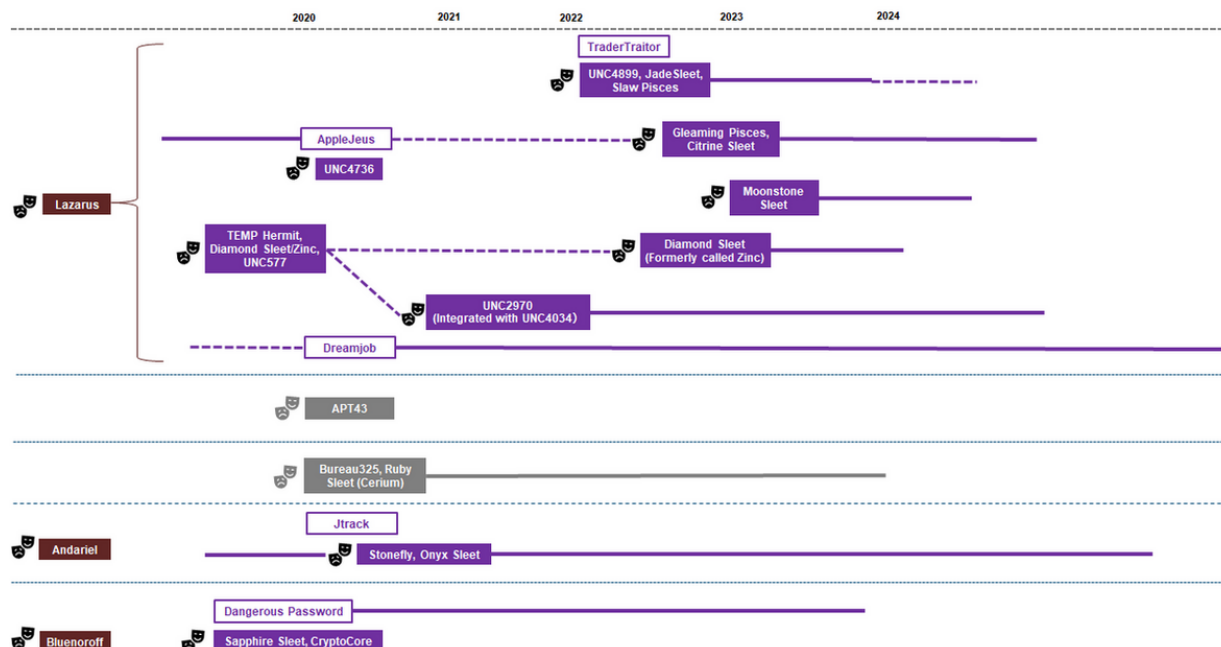 2020 2021 2022 2023 2024
TraderTraitor
UNC4899, JadeSleet,
Slaw Pisces
AppleJeus
Gleaming Pisces,
Citrine Sleet
UNC4736
Lazarus
Moonstone
Sleet
TEMP Hermit,
Diamond Sleet/Zinc,
UNC577
Diamond Sleet
(Formerly called Zinc)
UNC2970
(Integrated with UNC4034)
Dreamjob
APT43
Bureau325, Ruby
Sleet (Cerium)
Jtrack
Andariel
Stonefly, Onyx Sleet
Dangerous Password
Bluenoroff
Sapphire Sleet, CryptoCore